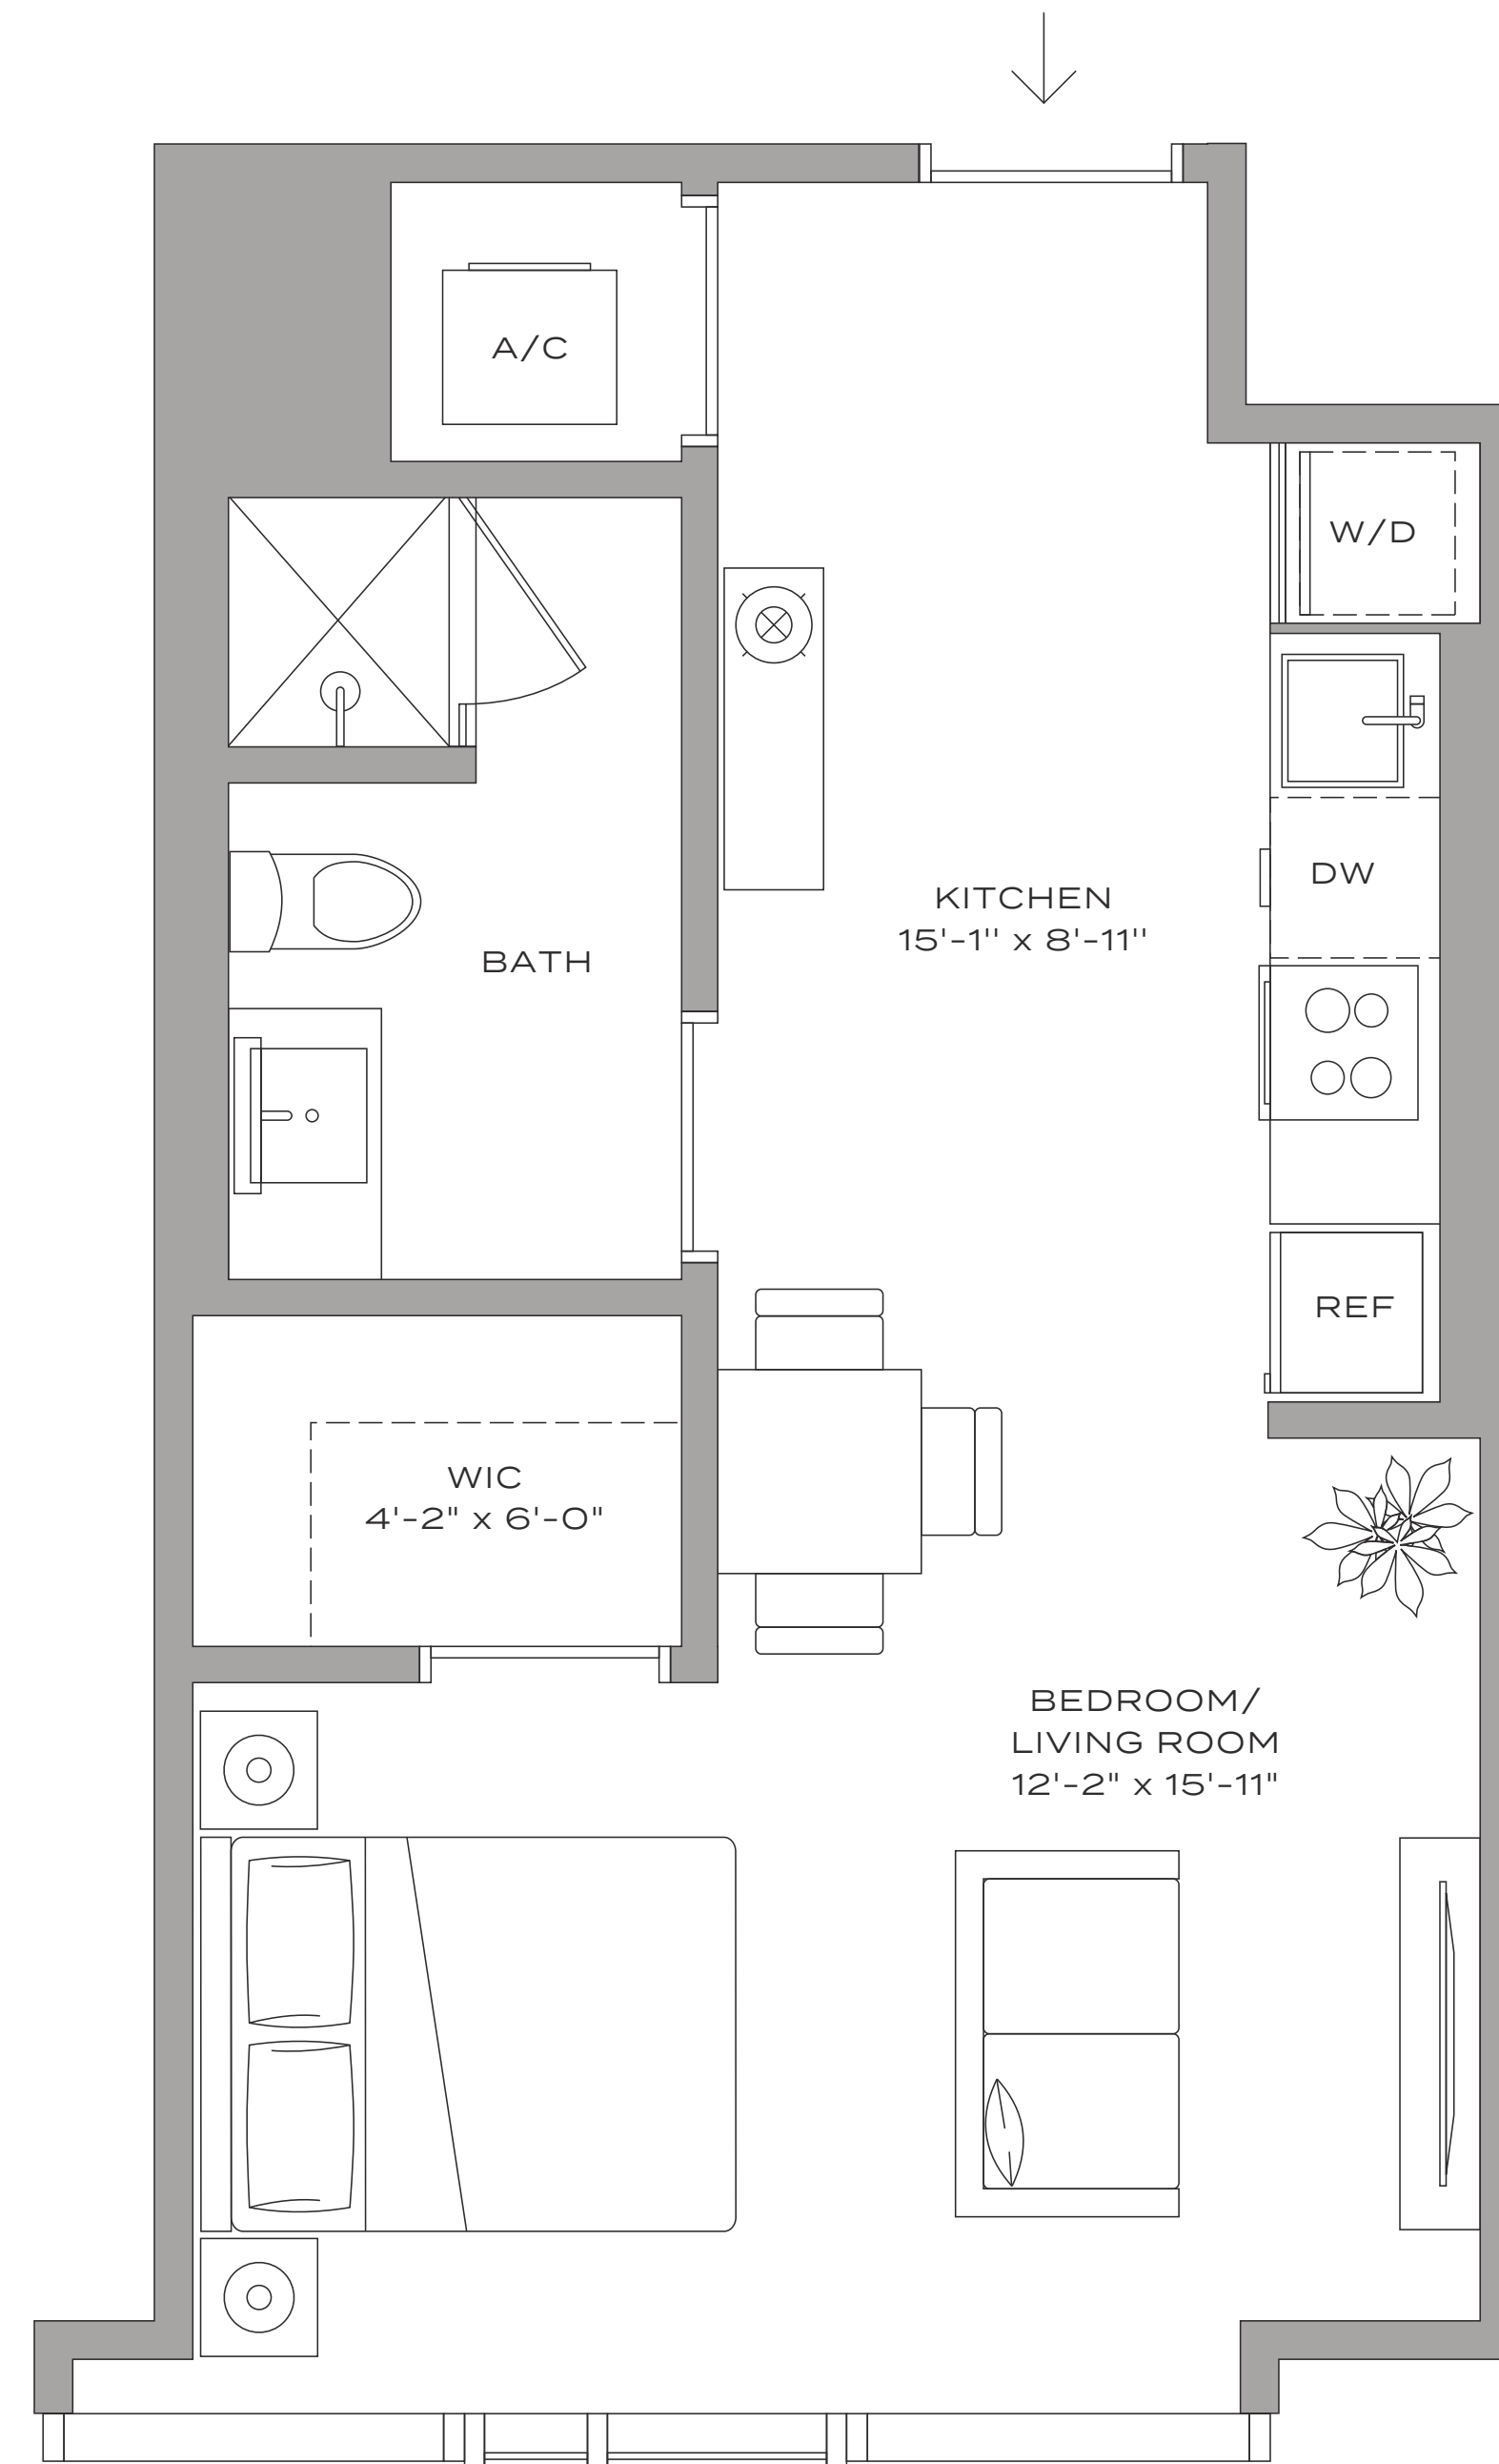 A/C
W/D
KITCHEN
15'-1'' x 8'-11''
DW
BATH
REF
WIC
4'-2" x 6'-0"
BEDROOM/
LIVING ROOM
12'-2" x 15'-11"